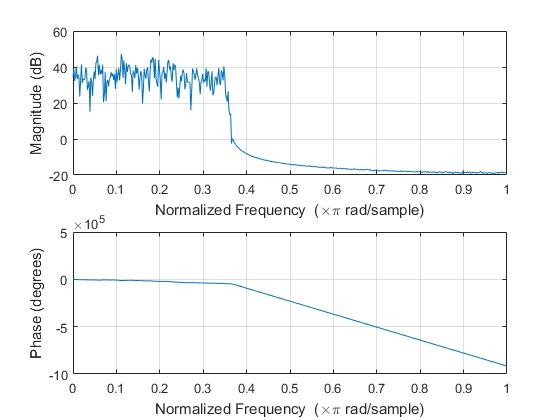 60
40
20
0
-20
Magnitude (dB)
0 0.1 0.2 0.3 0.4 0.5 0.6 0.7 0.8 0.9 1
Normalized Frequency (×π rad/sample)
×10⁵
5
0
-5
-10
Phase (degrees)
0 0.1 0.2 0.3 0.4 0.5 0.6 0.7 0.8 0.9 1
Normalized Frequency (×π rad/sample)